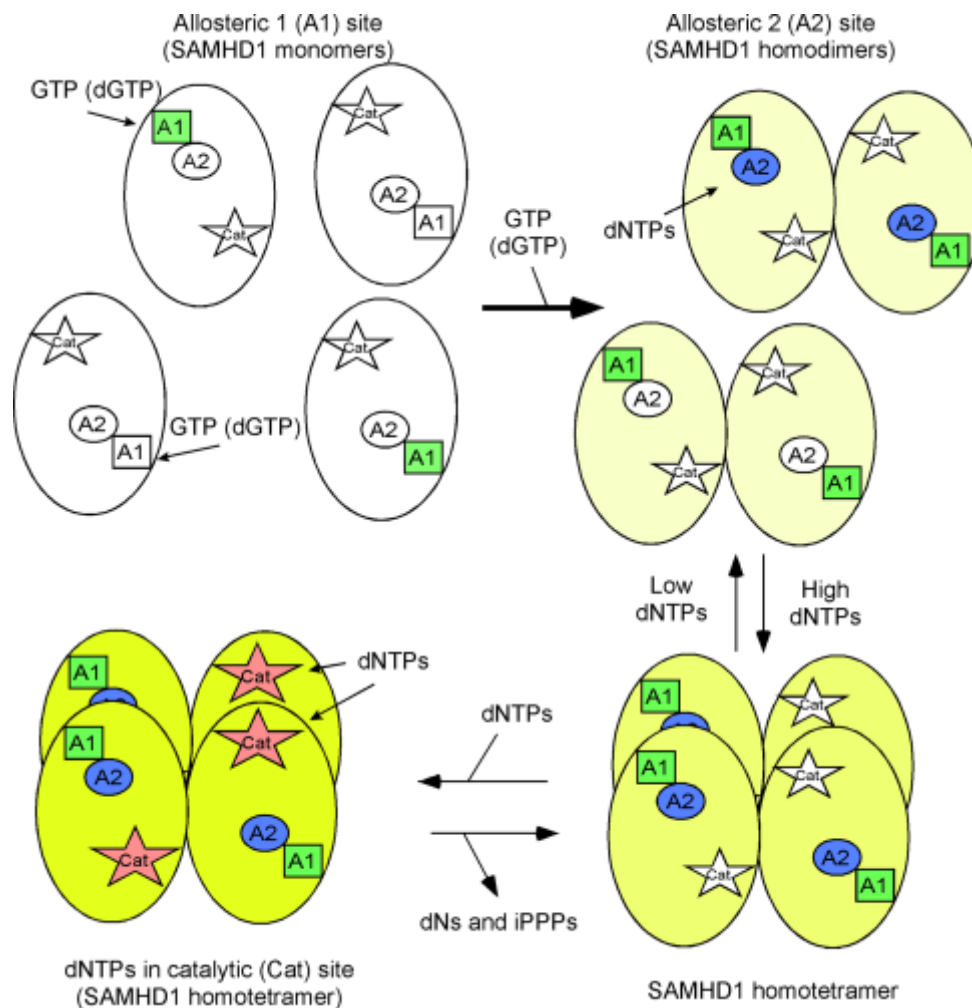 Allosteric 1 (A1) site
(SAMHD1 monomers)
Allosteric 2 (A2) site
(SAMHD1 homodimers)
GTP (dGTP)
A1
A2
Cat
Cat
A2
A1
Cat
A2
A1
GTP (dGTP)
Cat
A2
A1
GTP
(dGTP)
A1
A2
dNTPs
Cat
Cat
A2
A1
A1
A2
Cat
Cat
A2
A1
Low
dNTPs
High
dNTPs
A1
A1
A2
Cat
Cat
Cat
A2
A1
dNTPs
dNTPs
dNs and iPPPs
A1
A1
A2
Cat
Cat
Cat
A2
A1
dNTPs in catalytic (Cat) site
(SAMHD1 homotetramer)
SAMHD1 homotetramer